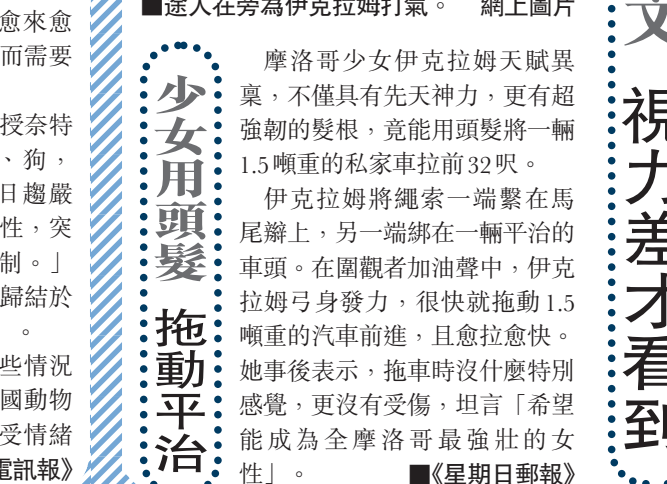 愈來愈
而需要
授奈特
、狗，
日趨嚴
性，突
制。」
歸結於
。
些情況
國動物
受情緒
電訊報》
■途人在旁為伊克拉姆打氣。 網上圖片
少女用頭髮 拖動平治
摩洛哥少女伊克拉姆天賦異
稟，不僅具有先天神力，更有超
強韌的髮根，竟能用頭髮將一輛
1.5噸重的私家車拉前32呎。
伊克拉姆將繩索一端繫在馬
尾辮上，另一端綁在一輛平治的
車頭。在圍觀者加油聲中，伊克
拉姆弓身發力，很快就拖動1.5
噸重的汽車前進，且愈拉愈快。
她事後表示，拖車時沒什麼特別
感覺，更沒有受傷，坦言「希望
能成為全摩洛哥最強壯的女
性」。 ■《星期日郵報》
視力差才看到